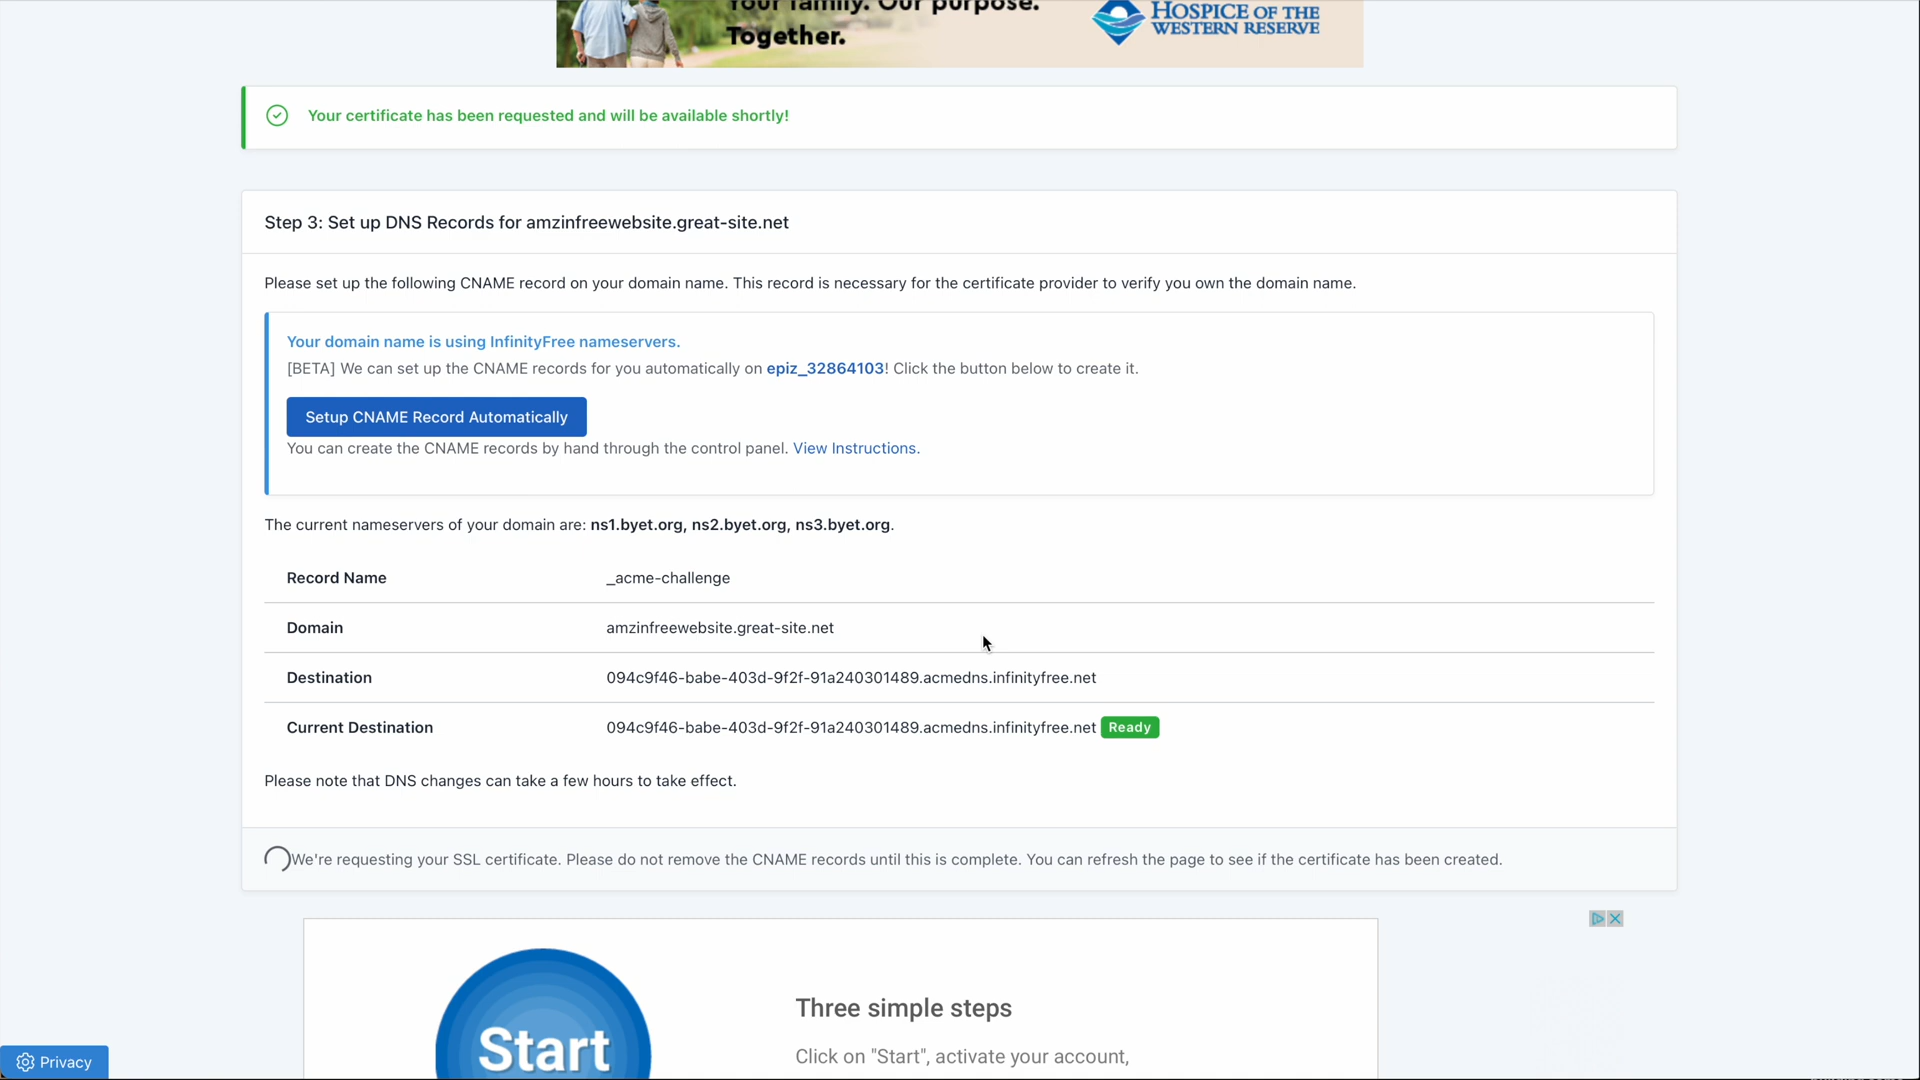 Your family. Our purpose.
Together.
HOSPICE OF THE
WESTERN RESERVE
Your certificate has been requested and will be available shortly!
Step 3: Set up DNS Records for amzinfreewebsite.great-site.net
Please set up the following CNAME record on your domain name. This record is necessary for the certificate provider to verify you own the domain name.
Your domain name is using InfinityFree nameservers.
[BETA] We can set up the CNAME records for you automatically on epiz_32864103! Click the button below to create it.
Setup CNAME Record Automatically
You can create the CNAME records by hand through the control panel. View Instructions.
The current nameservers of your domain are: ns1.byet.org, ns2.byet.org, ns3.byet.org.
Record Name _acme-challenge
Domain amzinfreewebsite.great-site.net
Destination 094c9f46-babe-403d-9f2f-91a240301489.acmedns.infinityfree.net
Current Destination 094c9f46-babe-403d-9f2f-91a240301489.acmedns.infinityfree.net Ready
Please note that DNS changes can take a few hours to take effect.
We're requesting your SSL certificate. Please do not remove the CNAME records until this is complete. You can refresh the page to see if the certificate has been created.
Start
Three simple steps
Click on "Start", activate your account,
Privacy